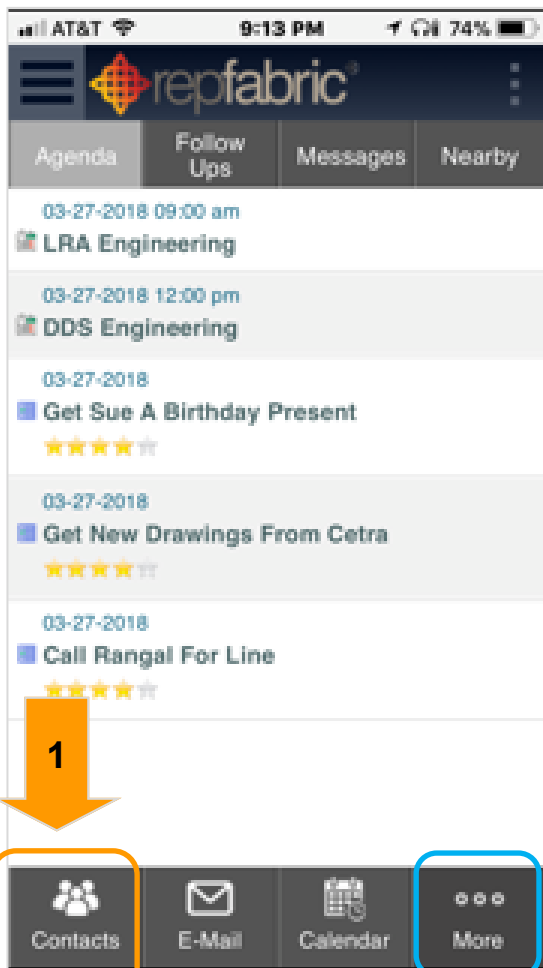 AT&T 9:13 PM 74%
repfabric®
Agenda Follow Ups Messages Nearby
03-27-2018 09:00 am
LRA Engineering
03-27-2018 12:00 pm
DDS Engineering
03-27-2018
Get Sue A Birthday Present
03-27-2018
Get New Drawings From Cetra
03-27-2018
Call Rangal For Line
1
Contacts E-Mail Calendar More